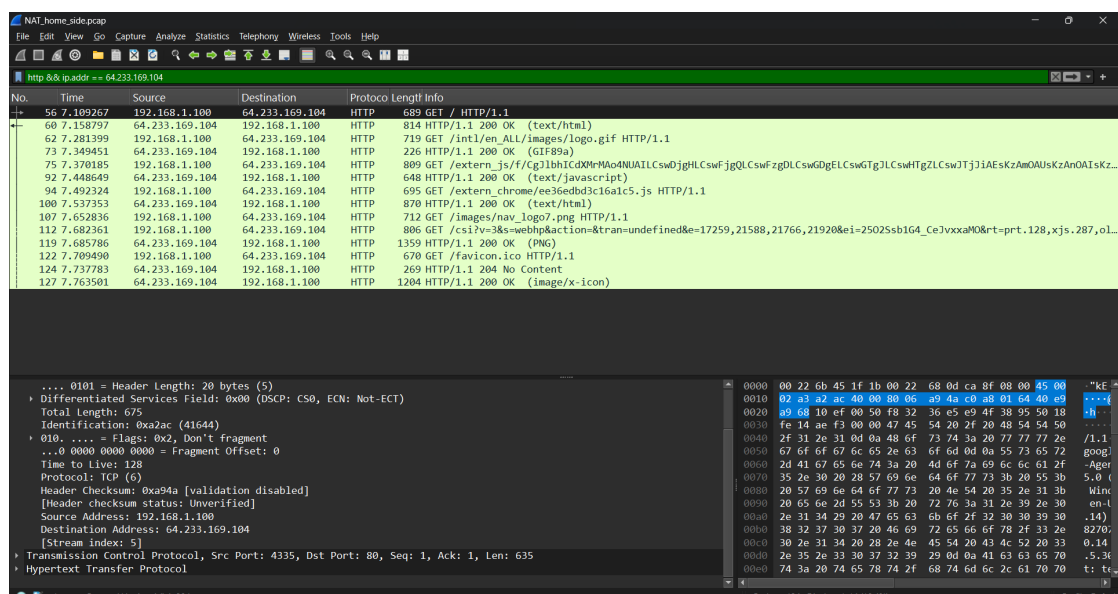 NAT_home_side.pcap
File Edit View Go Capture Analyze Statistics Telephony Wireless Tools Help
http && ip.addr == 64.233.169.104
No. Time Source Destination Protoco Length Info
56 7.109267 192.168.1.100 64.233.169.104 HTTP 689 GET / HTTP/1.1
60 7.158797 64.233.169.104 192.168.1.100 HTTP 814 HTTP/1.1 200 OK (text/html)
62 7.281399 192.168.1.100 64.233.169.104 HTTP 719 GET /intl/en_ALL/images/logo.gif HTTP/1.1
73 7.349451 64.233.169.104 192.168.1.100 HTTP 226 HTTP/1.1 200 OK (GIF89a)
75 7.370185 192.168.1.100 64.233.169.104 HTTP 809 GET /extern_js/f/CgJlbhICdXMrMAo4NUAILCswDjgHLCswFjgQLCswFzgDLCswGDgELCswGTgJLCswHTgZLCswJTjJiAEsKzAmOAUsKzAnOAIsKz…
92 7.448649 64.233.169.104 192.168.1.100 HTTP 648 HTTP/1.1 200 OK (text/javascript)
94 7.492324 192.168.1.100 64.233.169.104 HTTP 695 GET /extern_chrome/ee36edbd3c16a1c5.js HTTP/1.1
100 7.537353 64.233.169.104 192.168.1.100 HTTP 870 HTTP/1.1 200 OK (text/html)
107 7.652836 192.168.1.100 64.233.169.104 HTTP 712 GET /images/nav_logo7.png HTTP/1.1
112 7.682361 192.168.1.100 64.233.169.104 HTTP 806 GET /csi?v=3&s=webhp&action=&tran=undefined&e=17259,21588,21766,21920&ei=25O2Ssb1G4_CeJvxxaMO&rt=prt.128,xjs.287,ol…
119 7.685786 64.233.169.104 192.168.1.100 HTTP 1359 HTTP/1.1 200 OK (PNG)
122 7.709490 192.168.1.100 64.233.169.104 HTTP 670 GET /favicon.ico HTTP/1.1
124 7.737783 64.233.169.104 192.168.1.100 HTTP 269 HTTP/1.1 204 No Content
127 7.763501 64.233.169.104 192.168.1.100 HTTP 1204 HTTP/1.1 200 OK (image/x-icon)
.... 0101 = Header Length: 20 bytes (5)
Differentiated Services Field: 0x00 (DSCP: CS0, ECN: Not-ECT)
Total Length: 675
Identification: 0xa2ac (41644)
010. .... = Flags: 0x2, Don't fragment
...0 0000 0000 0000 = Fragment Offset: 0
Time to Live: 128
Protocol: TCP (6)
Header Checksum: 0xa94a [validation disabled]
[Header checksum status: Unverified]
Source Address: 192.168.1.100
Destination Address: 64.233.169.104
[Stream index: 5]
Transmission Control Protocol, Src Port: 4335, Dst Port: 80, Seq: 1, Ack: 1, Len: 635
Hypertext Transfer Protocol
0000 00 22 6b 45 1f 1b 00 22 68 0d ca 8f 08 00 45 00 ·"kE
0010 02 a3 a2 ac 40 00 80 06 a9 4a c0 a8 01 64 40 e9 ····@
0020 a9 68 10 ef 00 50 f8 32 36 e5 e9 4f 38 95 50 18 ·h···
0030 fe 14 ae f3 00 00 47 45 54 20 2f 20 48 54 54 50 ·····
0040 2f 31 2e 31 0d 0a 48 6f 73 74 3a 20 77 77 77 2e /1.1·
0050 67 6f 6f 67 6c 65 2e 63 6f 6d 0d 0a 55 73 65 72 googl
0060 2d 41 67 65 6e 74 3a 20 4d 6f 7a 69 6c 6c 61 2f -Agen
0070 35 2e 30 20 28 57 69 6e 64 6f 77 73 3b 20 55 3b 5.0 (
0080 20 57 69 6e 64 6f 77 73 20 4e 54 20 35 2e 31 3b Wind
0090 20 65 6e 2d 55 53 3b 20 72 76 3a 31 2e 39 2e 30 en-U
00a0 2e 31 34 29 20 47 65 63 6b 6f 2f 32 30 30 39 30 .14)
00b0 38 32 37 30 37 20 46 69 72 65 66 6f 78 2f 33 2e 82707
00c0 30 2e 31 34 20 28 2e 4e 45 54 20 43 4c 52 20 33 0.14
00d0 2e 35 2e 33 30 37 32 39 29 0d 0a 41 63 63 65 70 .5.30
00e0 74 3a 20 74 65 78 74 2f 68 74 6d 6c 2c 61 70 70 t: te